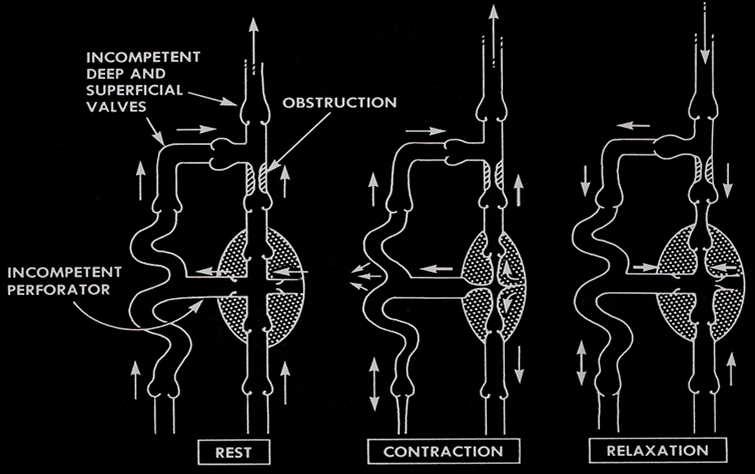 INCOMPETENT
DEEP AND
SUPERFICIAL
VALVES
OBSTRUCTION
INCOMPETENT
PERFORATOR
REST
CONTRACTION
RELAXATION